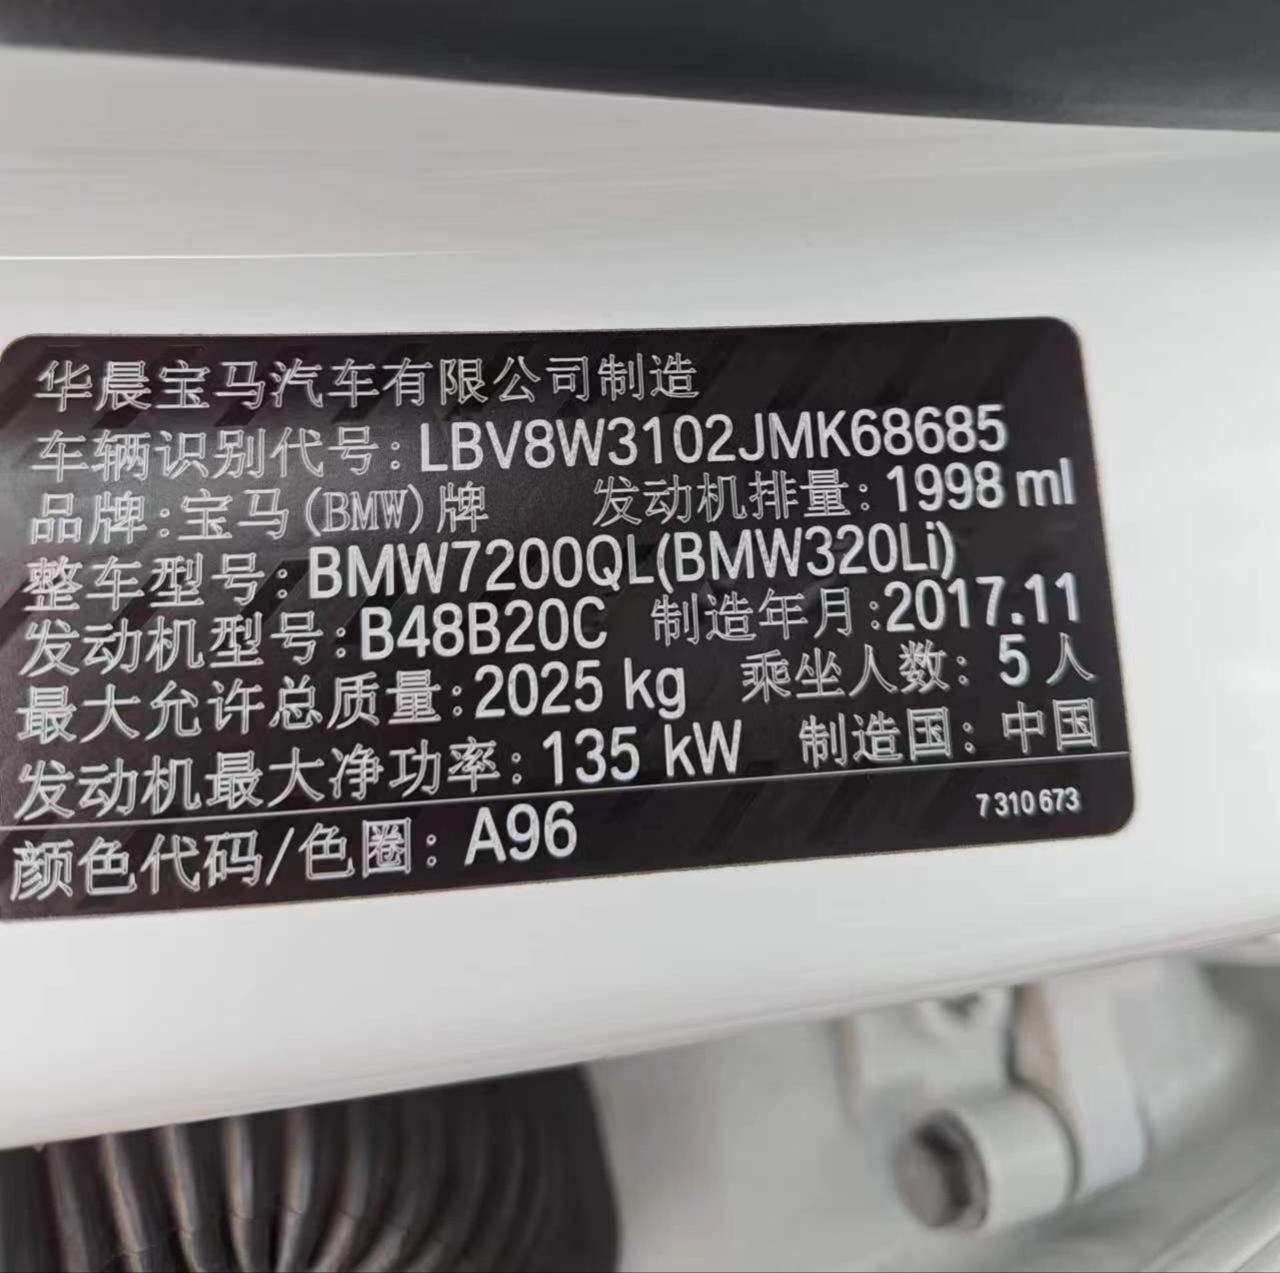 华晨宝马汽车有限公司制造
车辆识别代号:LBV8W3102JMK68685
品牌:宝马(BMW)牌 发动机排量:1998 ml
整车型号:BMW7200QL(BMW320Li)
发动机型号:B48B20C 制造年月:2017.11
最大允许总质量:2025 kg 乘坐人数:5人
发动机最大净功率:135 kW 制造国:中国
7 310 673
颜色代码/色圈:A96